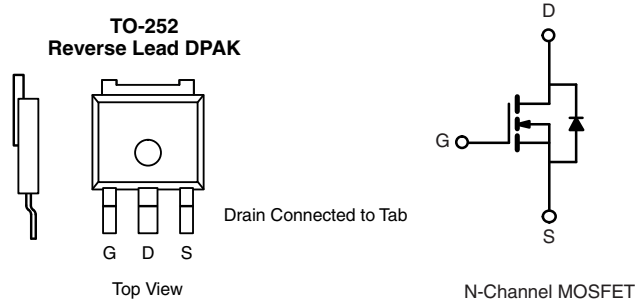 TO-252
Reverse Lead DPAK
Drain Connected to Tab
G D S
Top View
D
G
S
N-Channel MOSFET